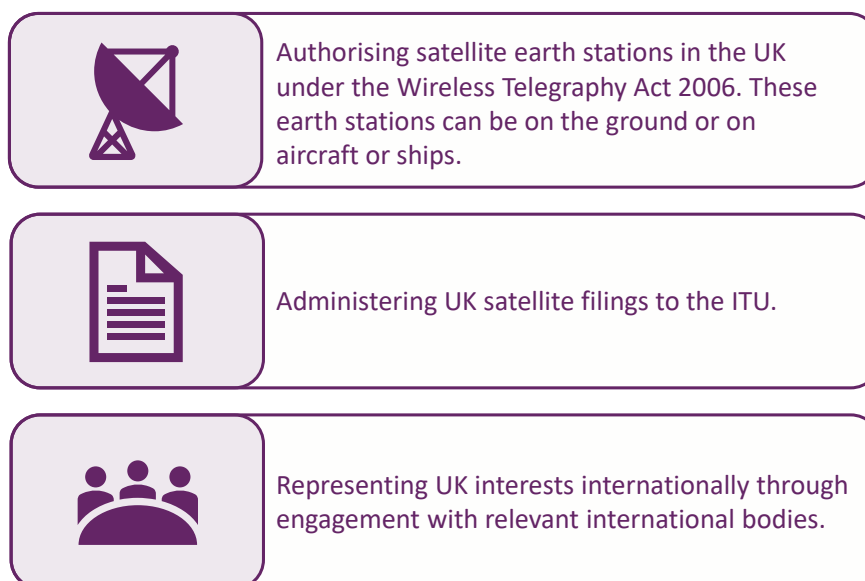 Authorising satellite earth stations in the UK
under the Wireless Telegraphy Act 2006. These
earth stations can be on the ground or on
aircraft or ships.
Administering UK satellite filings to the ITU.
Representing UK interests internationally through
engagement with relevant international bodies.